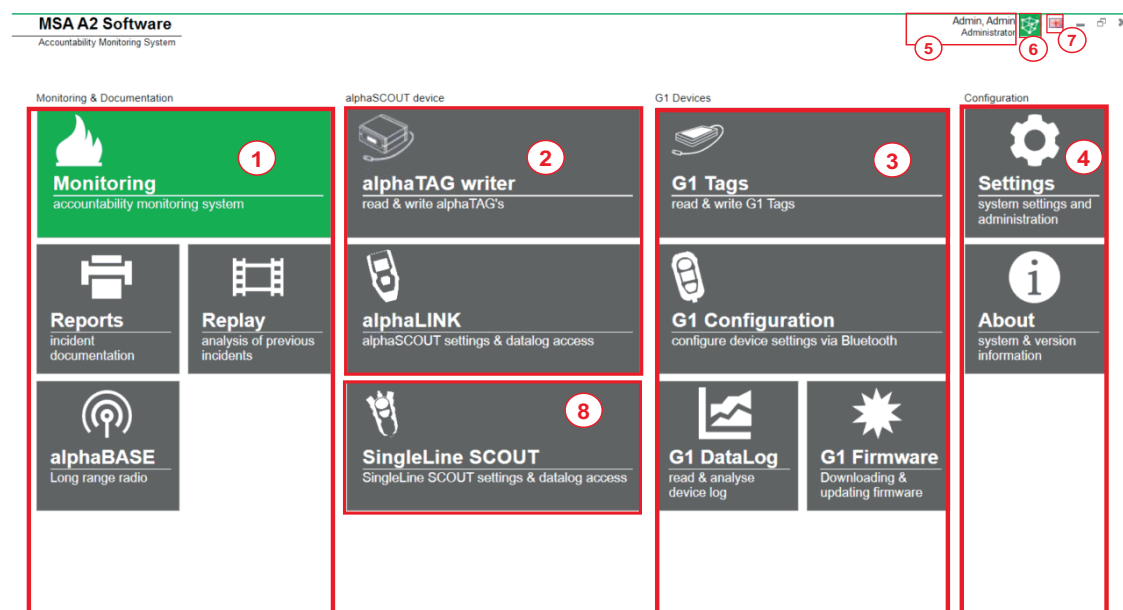 MSA A2 Software
Accountability Monitoring System
Admin, Admin
Administrator
5
6
7
Monitoring & Documentation
1
Monitoring
accountability monitoring system
Reports
incident
documentation
Replay
analysis of previous
incidents
alphaBASE
Long range radio
alphaSCOUT device
2
alphaTAG writer
read & write alphaTAG's
alphaLINK
alphaSCOUT settings & datalog access
8
SingleLine SCOUT
SingleLine SCOUT settings & datalog access
G1 Devices
3
G1 Tags
read & write G1 Tags
G1 Configuration
configure device settings via Bluetooth
G1 DataLog
read & analyse
device log
G1 Firmware
Downloading &
updating firmware
Configuration
4
Settings
system settings and
administration
About
system & version
information